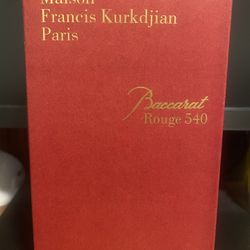 Maison
Francis Kurkdjian
Paris
Baccarat
Rouge 540